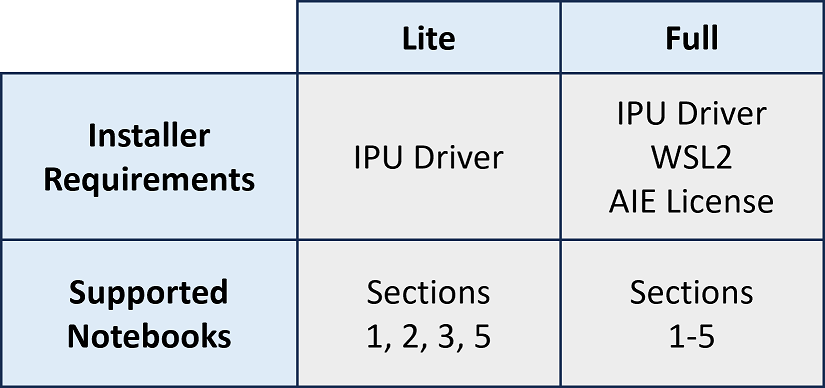 Lite
Full
Installer
Requirements
IPU Driver
IPU Driver
WSL2
AIE License
Supported
Notebooks
Sections
1, 2, 3, 5
Sections
1-5